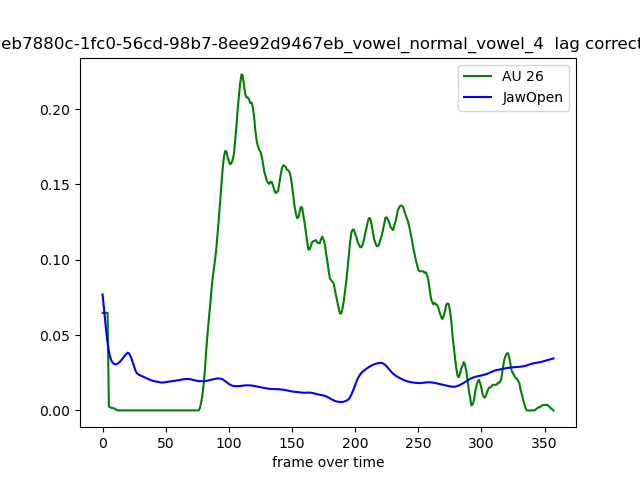 eb7880c-1fc0-56cd-98b7-8ee92d9467eb_vowel_normal_vowel_4 lag correct
AU 26
JawOpen
0.20
0.15
0.10
0.05
0.00
0 50 100 150 200 250 300 350
frame over time